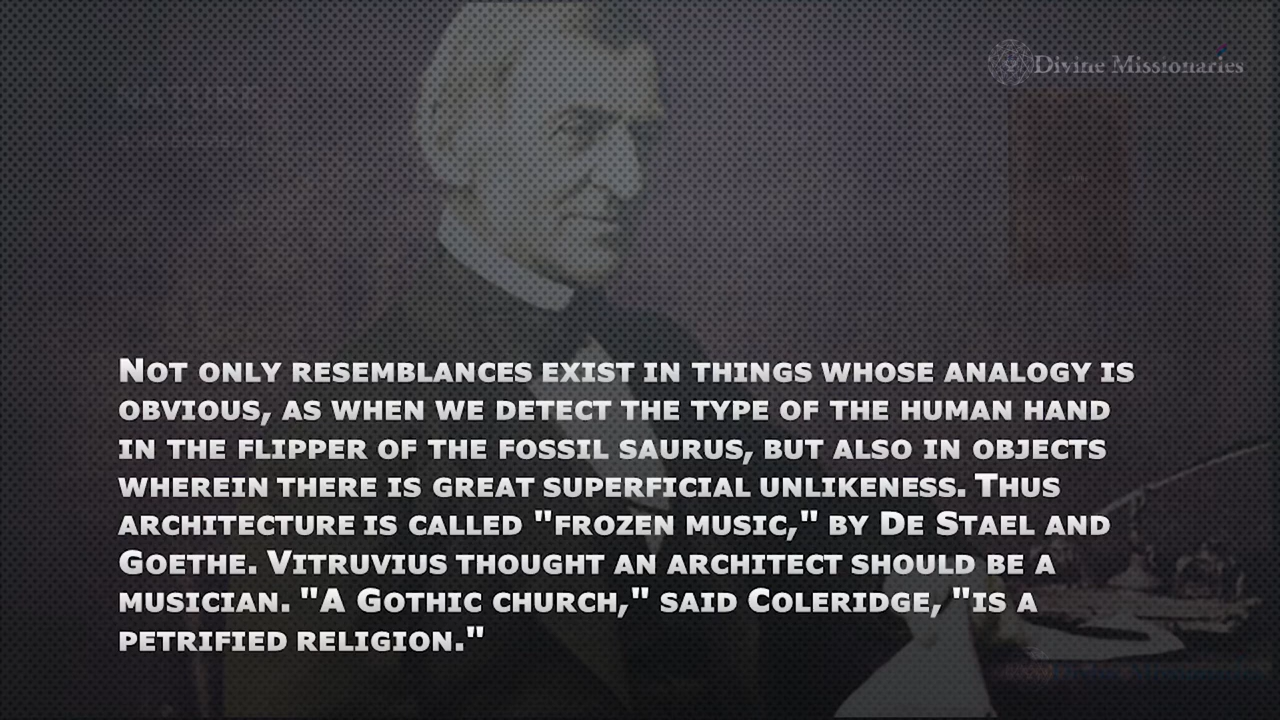 Divine Missionaries
Not only resemblances exist in things whose analogy is
obvious, as when we detect the type of the human hand
in the flipper of the fossil saurus, but also in objects
wherein there is great superficial unlikeness. Thus
architecture is called "frozen music," by De Stael and
Goethe. Vitruvius thought an architect should be a
musician. "A Gothic church," said Coleridge, "is a
petrified religion."